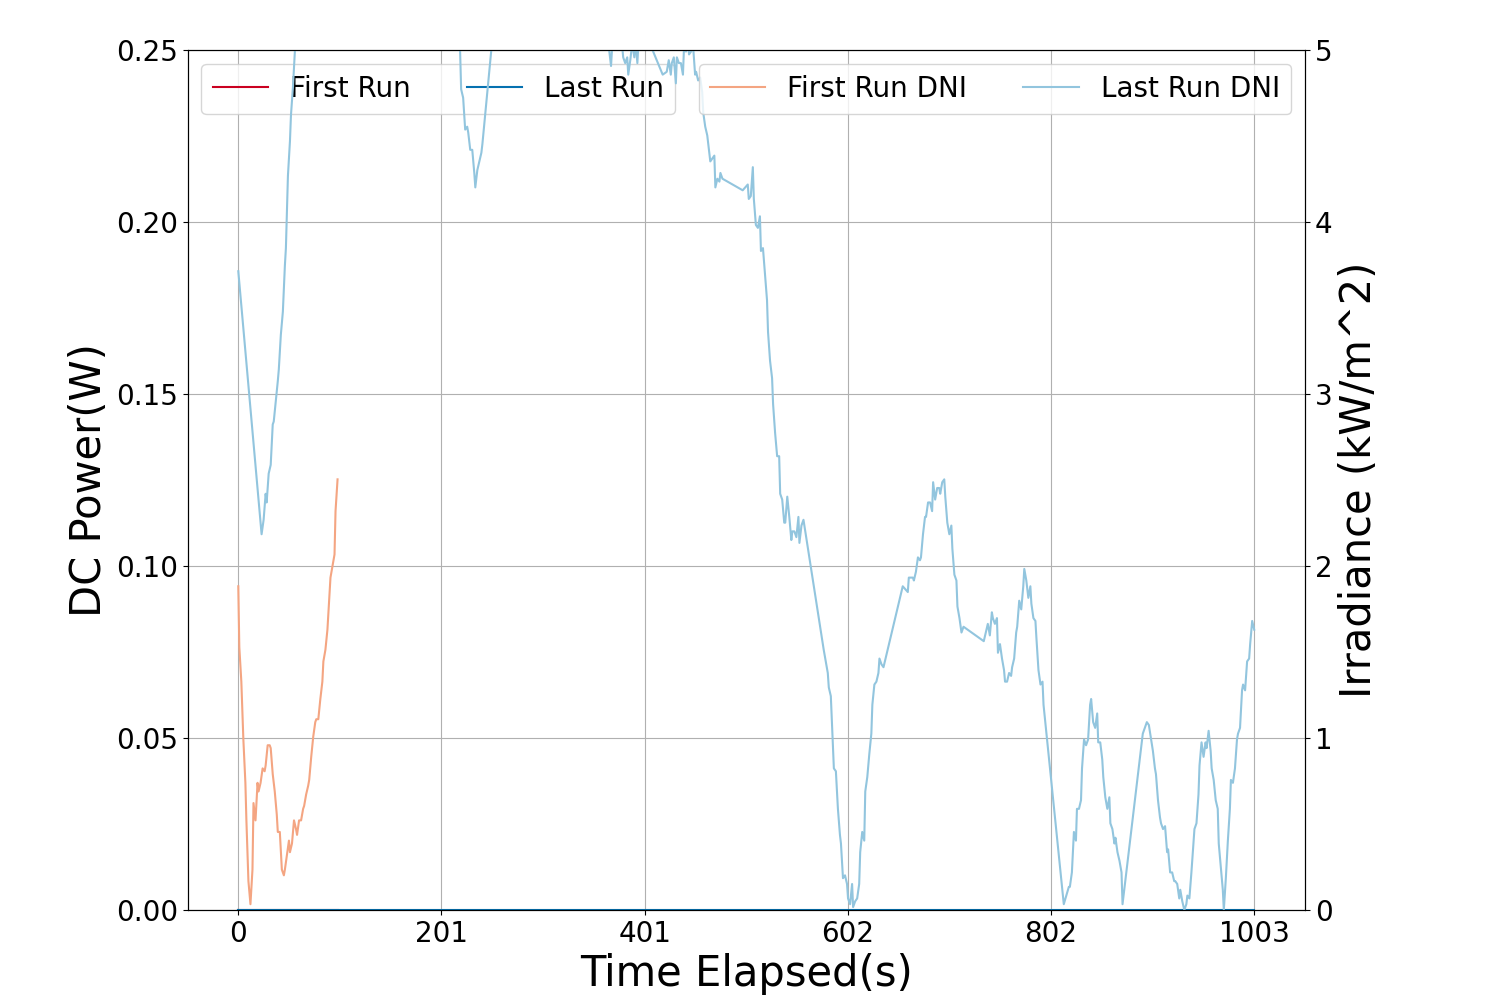 0.25
0.20
0.15
0.10
0.05
0.00
DC Power(W)
First Run
Last Run
First Run DNI
Last Run DNI
5
4
3
2
1
0
Irradiance (kW/m^2)
0
201
401
602
802
1003
Time Elapsed(s)